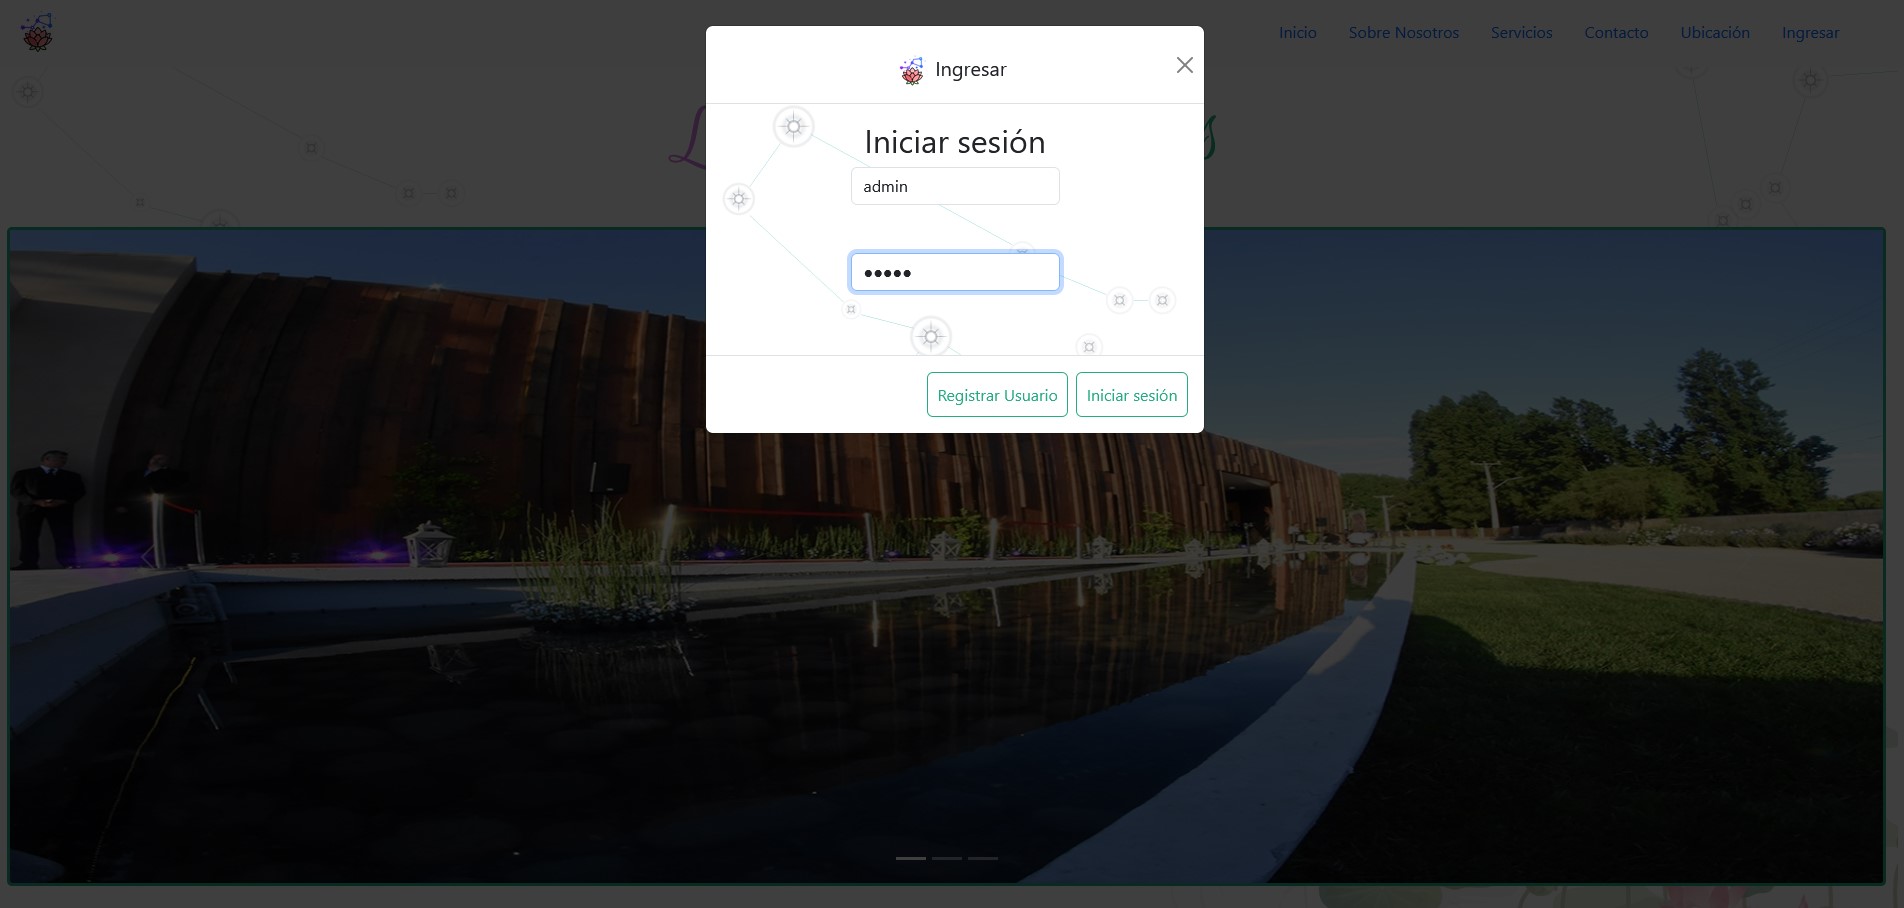 Inicio Sobre Nosotros Servicios Contacto Ubicación Ingresar
Ingresar
Iniciar sesión
admin
•••••
Registrar Usuario Iniciar sesión